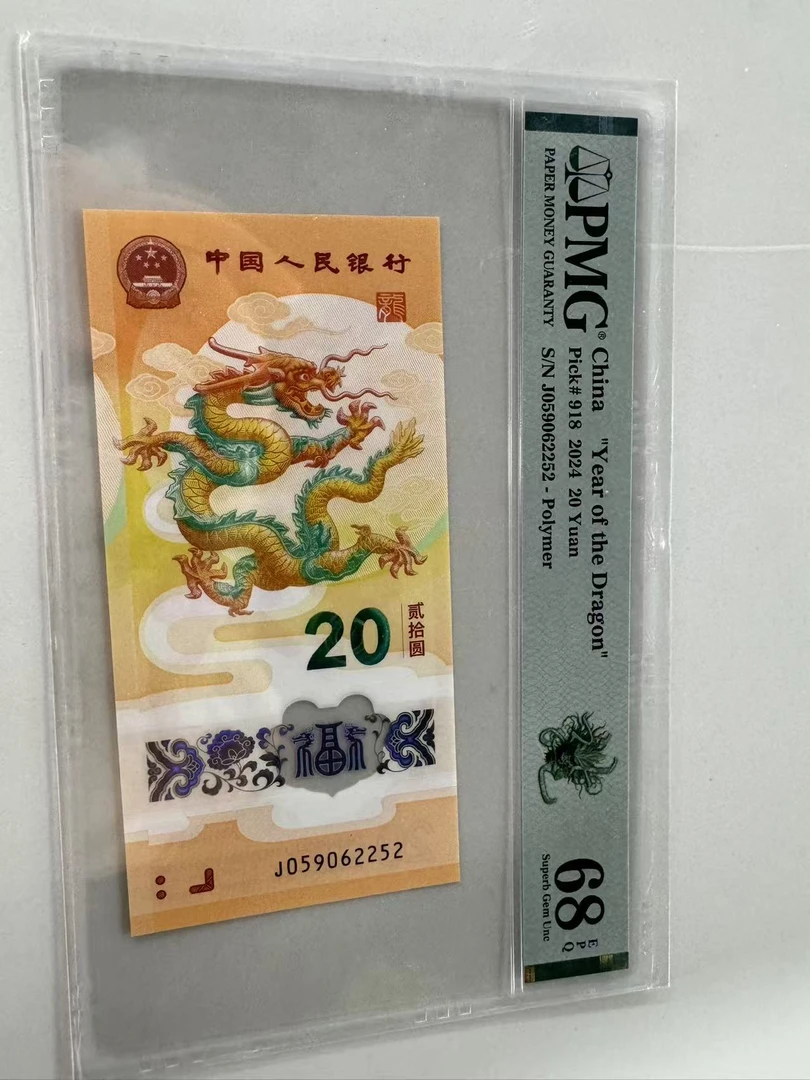 中国人民银行
龍
20
贰拾圆
福
J059062252
PMG®
PAPER MONEY GUARANTY
China "Year of the Dragon"
Pick# 918 2024 20 Yuan
S/N J059062252 - Polymer
68 EPQ
Superb Gem Unc